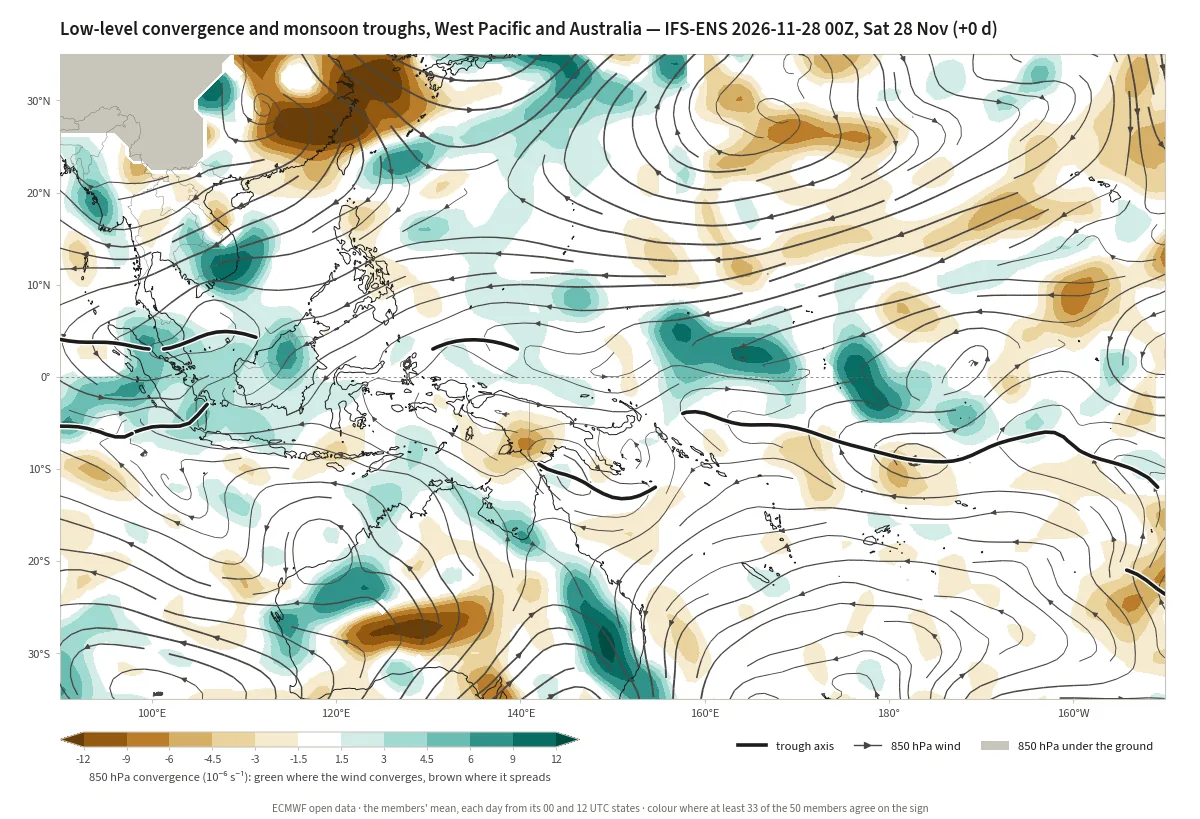 Low-level convergence and monsoon troughs, West Pacific and Australia — IFS-ENS 2026-11-28 00Z, Sat 28 Nov (+0 d)
30°N
20°N
10°N
0°
10°S
20°S
30°S
100°E 120°E 140°E 160°E 180° 160°W
-12 -9 -6 -4.5 -3 -1.5 1.5 3 4.5 6 9 12
850 hPa convergence (10⁻⁶ s⁻¹): green where the wind converges, brown where it spreads
trough axis 850 hPa wind 850 hPa under the ground
ECMWF open data · the members' mean, each day from its 00 and 12 UTC states · colour where at least 33 of the 50 members agree on the sign